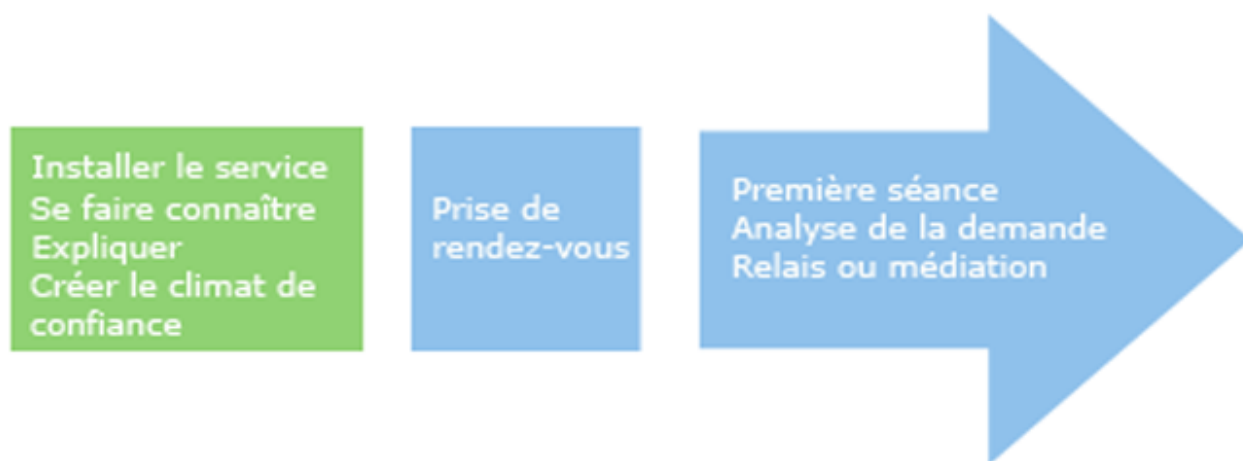 Installer le service
Se faire connaître
Expliquer
Créer le climat de
confiance
Prise de
rendez-vous
Première séance
Analyse de la demande
Relais ou médiation